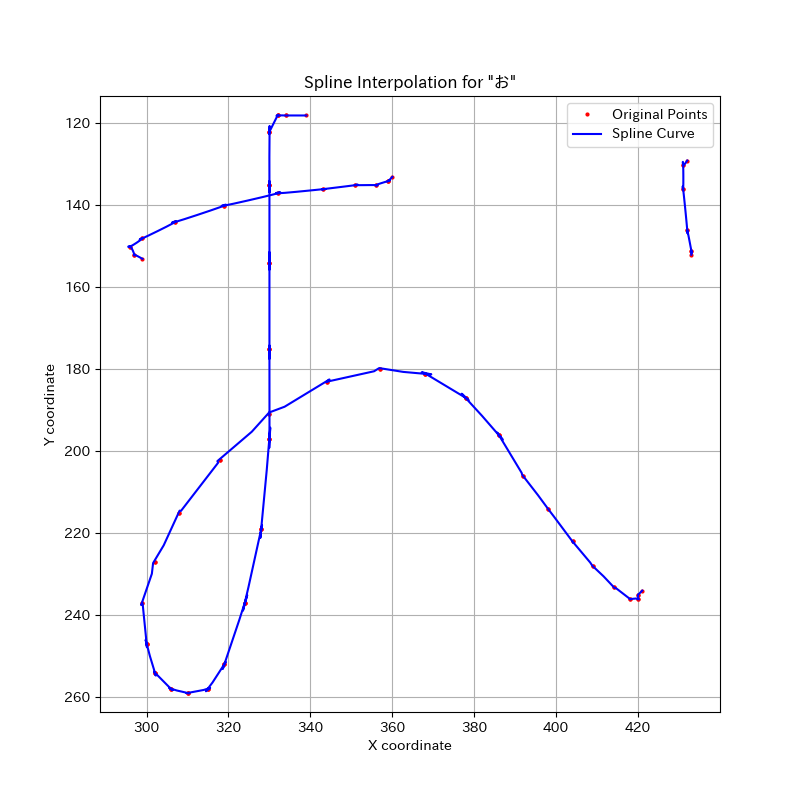 Spline Interpolation for "お"
Original Points
Spline Curve
Y coordinate
120
140
160
180
200
220
240
260
300 320 340 360 380 400 420
X coordinate